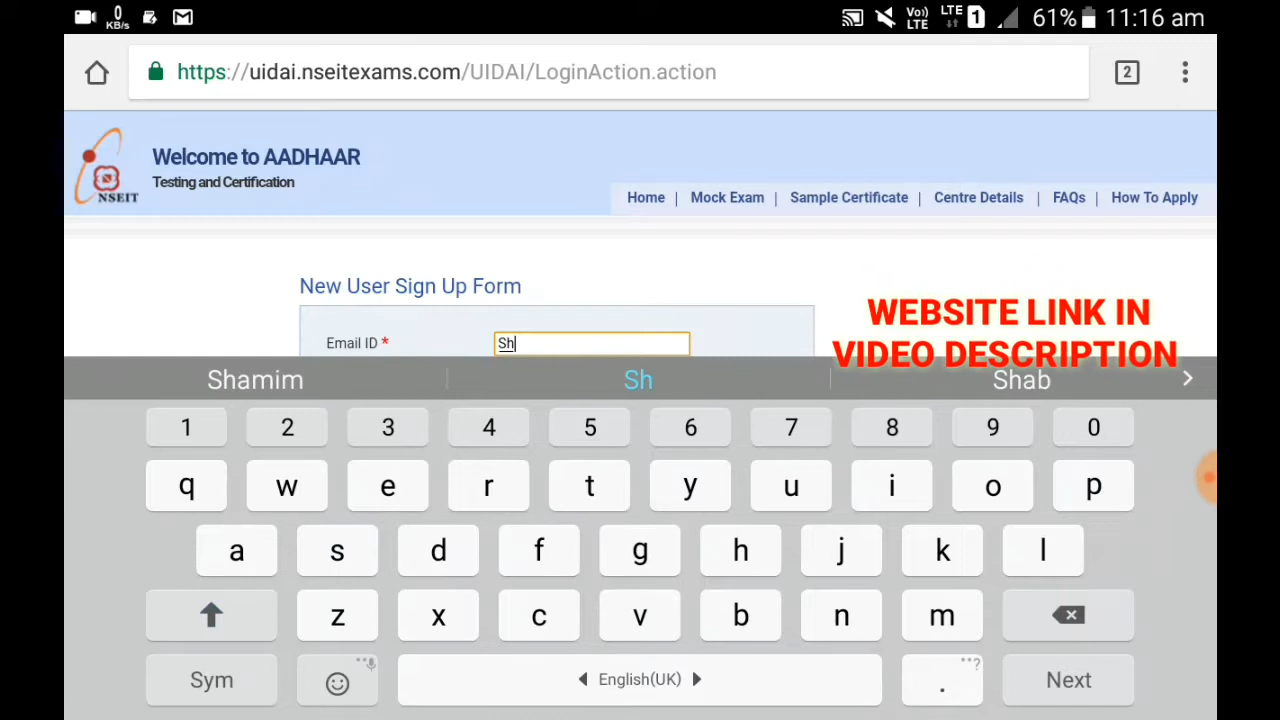 0
KB/s
Vo))
LTE
LTE
1
61%
11:16 am
https://uidai.nseitexams.com/UIDAI/LoginAction.action
2
NSEIT
Welcome to AADHAAR
Testing and Certification
Home | Mock Exam | Sample Certificate | Centre Details | FAQs | How To Apply
New User Sign Up Form
Email ID *
Sh
WEBSITE LINK IN
VIDEO DESCRIPTION
Shamim Sh Shab
1 2 3 4 5 6 7 8 9 0
q w e r t y u i o p
a s d f g h j k l
z x c v b n m
Sym English(UK) . Next